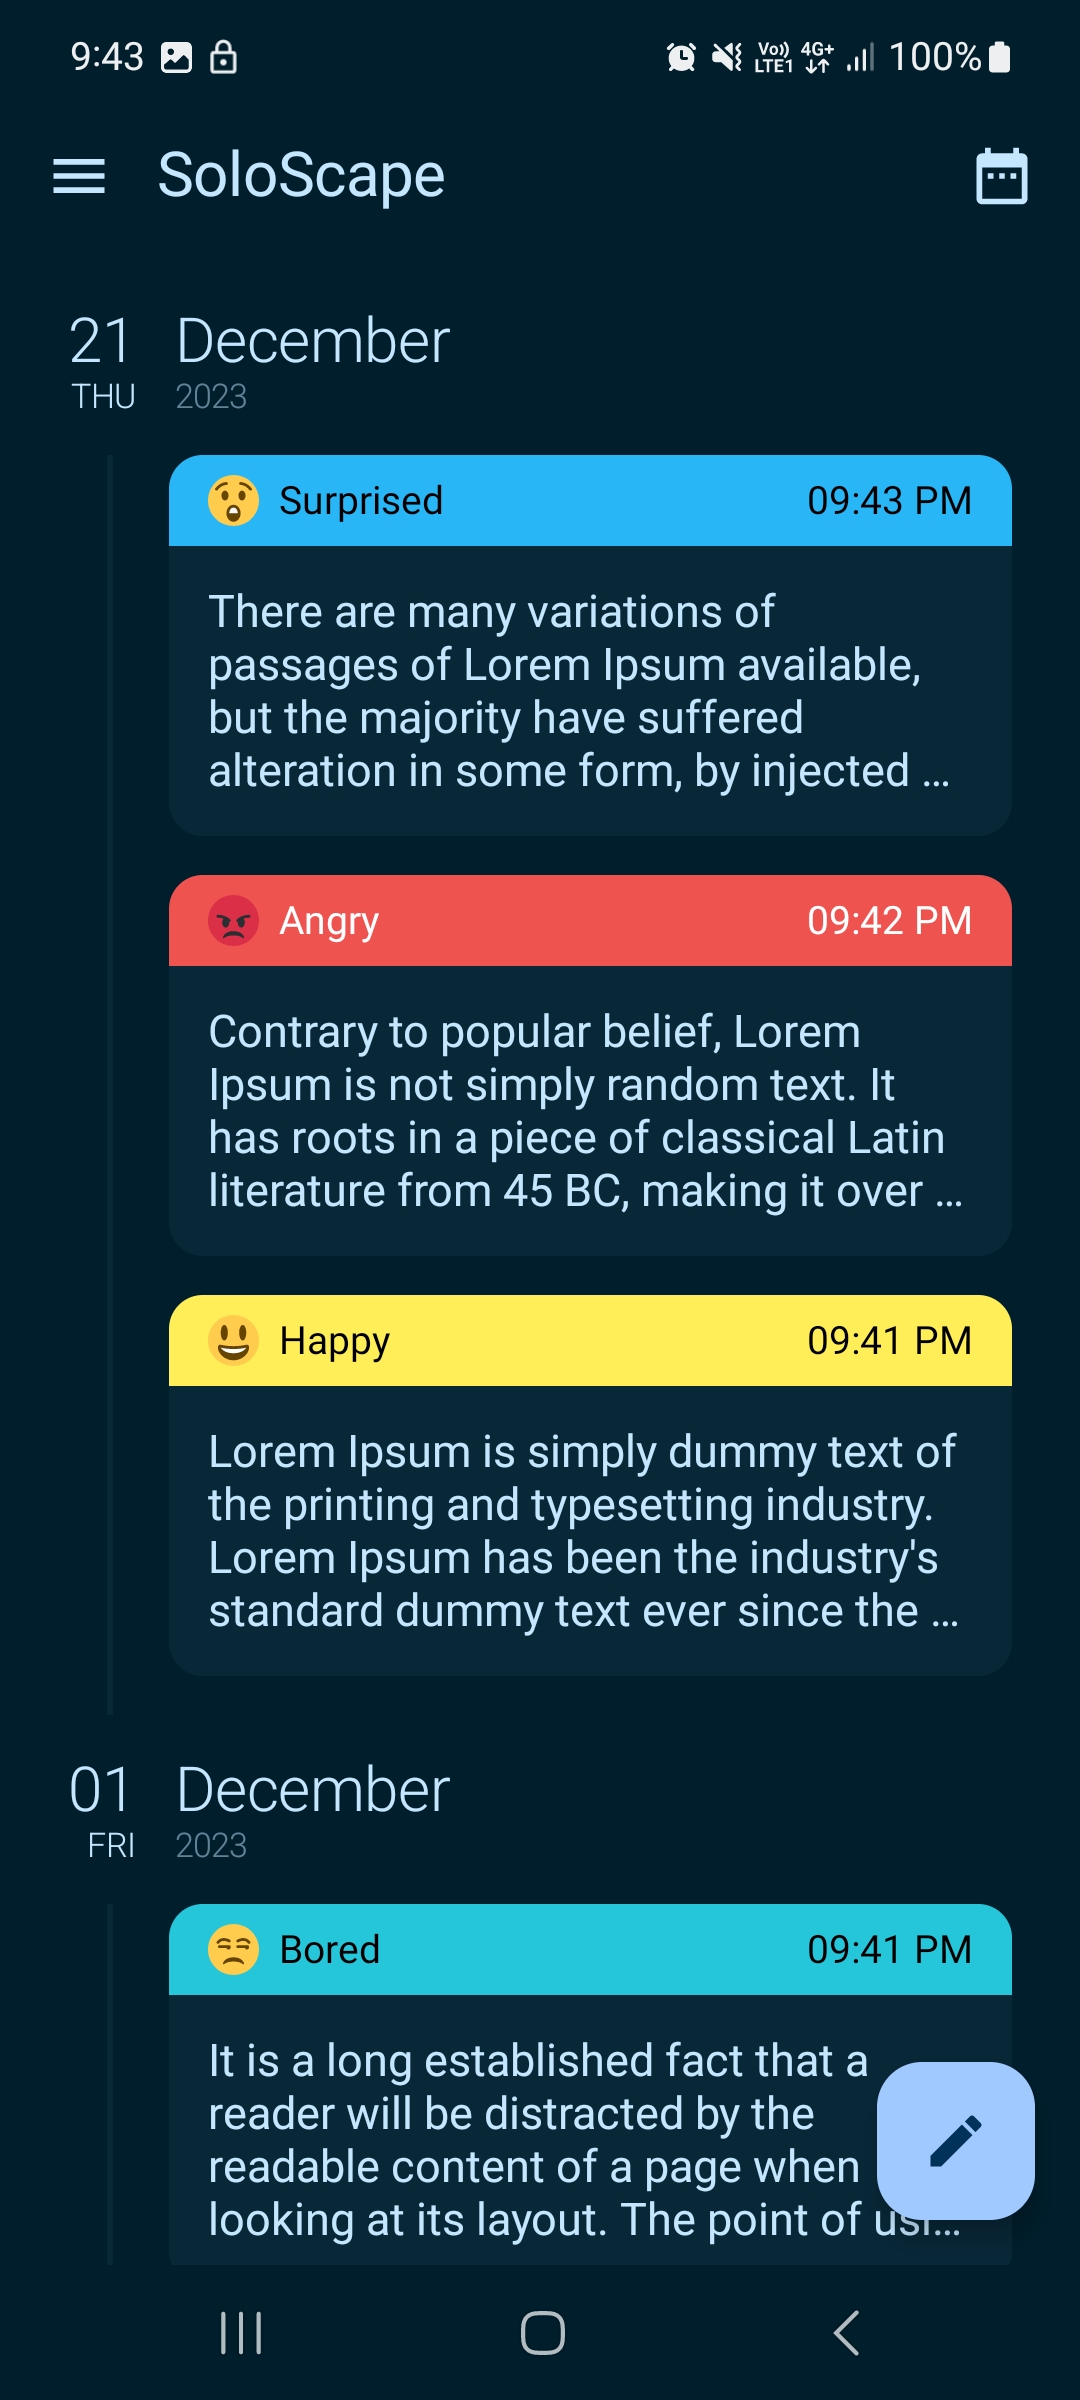 9:43 Vo)) LTE1 4G+ 100%
SoloScape
21 December
THU 2023
Surprised 09:43 PM
There are many variations of
passages of Lorem Ipsum available,
but the majority have suffered
alteration in some form, by injected ...
Angry 09:42 PM
Contrary to popular belief, Lorem
Ipsum is not simply random text. It
has roots in a piece of classical Latin
literature from 45 BC, making it over ...
Happy 09:41 PM
Lorem Ipsum is simply dummy text of
the printing and typesetting industry.
Lorem Ipsum has been the industry's
standard dummy text ever since the ...
01 December
FRI 2023
Bored 09:41 PM
It is a long established fact that a
reader will be distracted by the
readable content of a page when
looking at its layout. The point of usi...